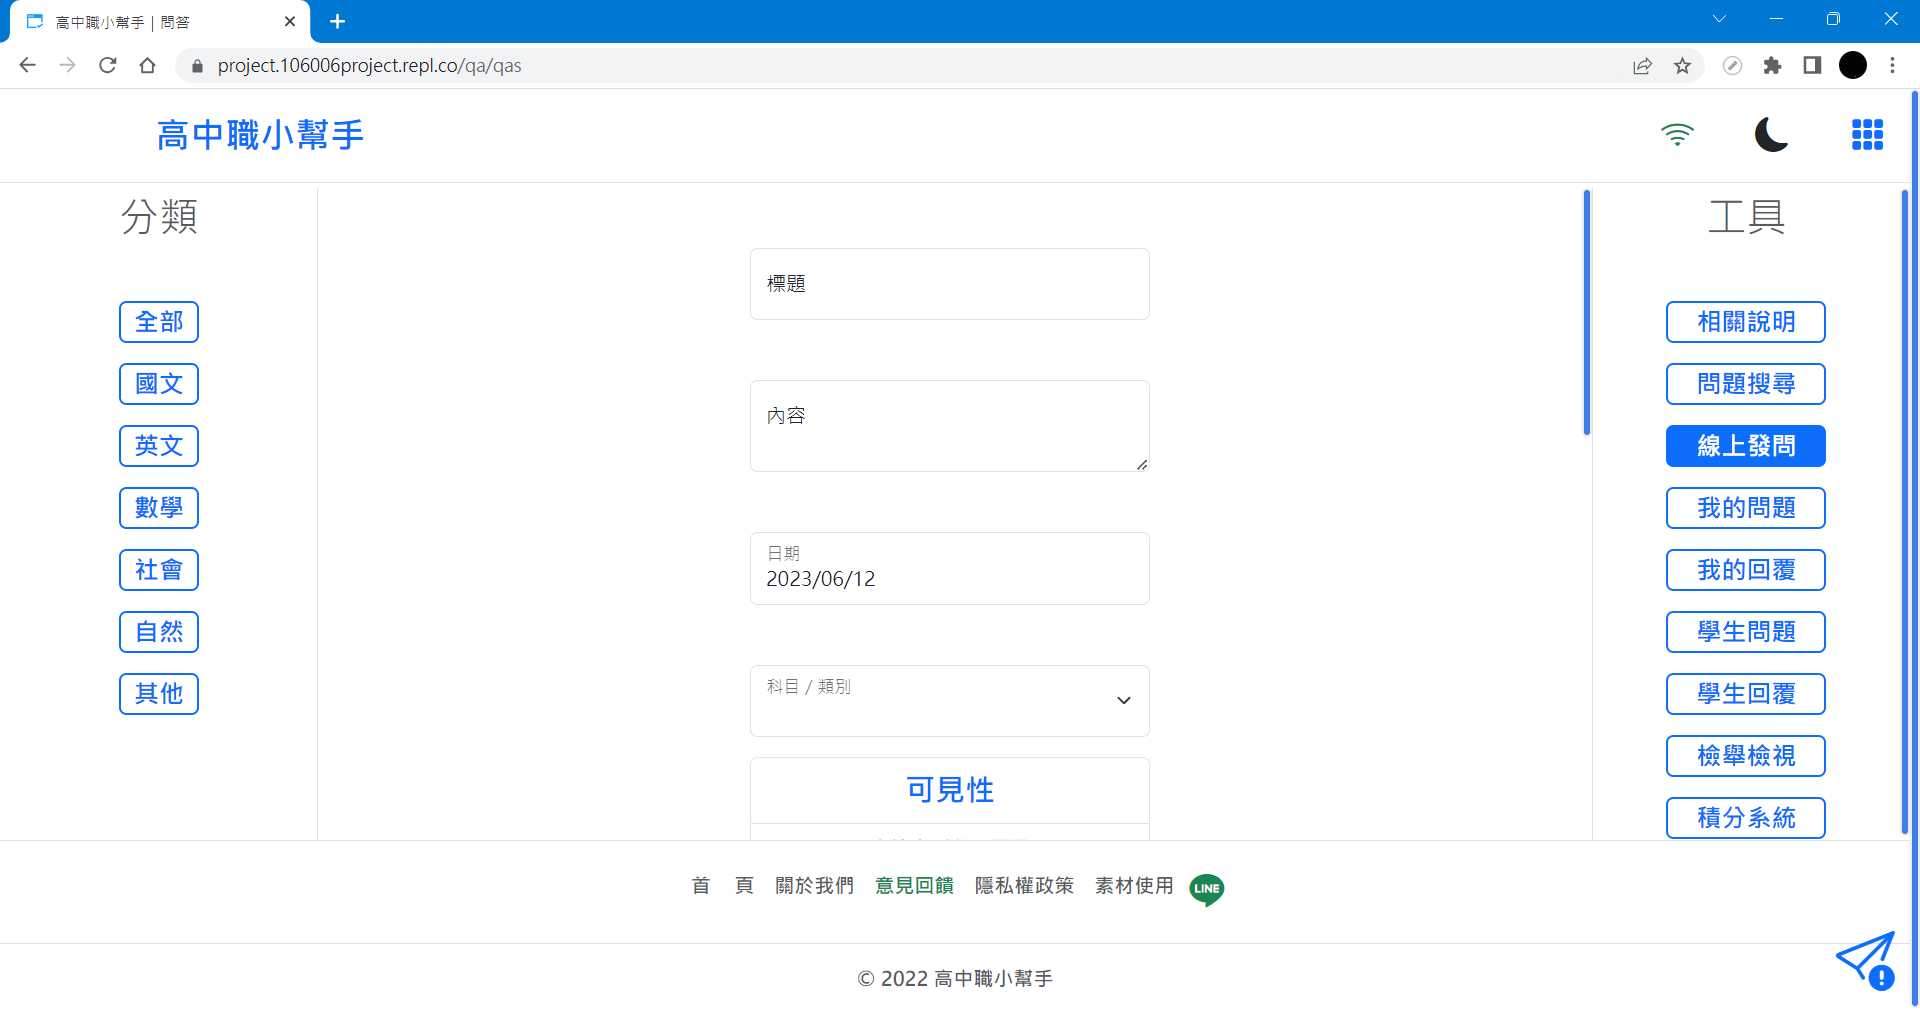 高中職小幫手 | 問答
project.106006project.repl.co/qa/qas
高中職小幫手
分類
全部
國文
英文
數學
社會
自然
其他
標題
內容
日期
2023/06/12
科目 / 類別
可見性
工具
相關說明
問題搜尋
線上發問
我的問題
我的回覆
學生問題
學生回覆
檢舉檢視
積分系統
首 頁 關於我們 意見回饋 隱私權政策 素材使用 LINE
© 2022 高中職小幫手